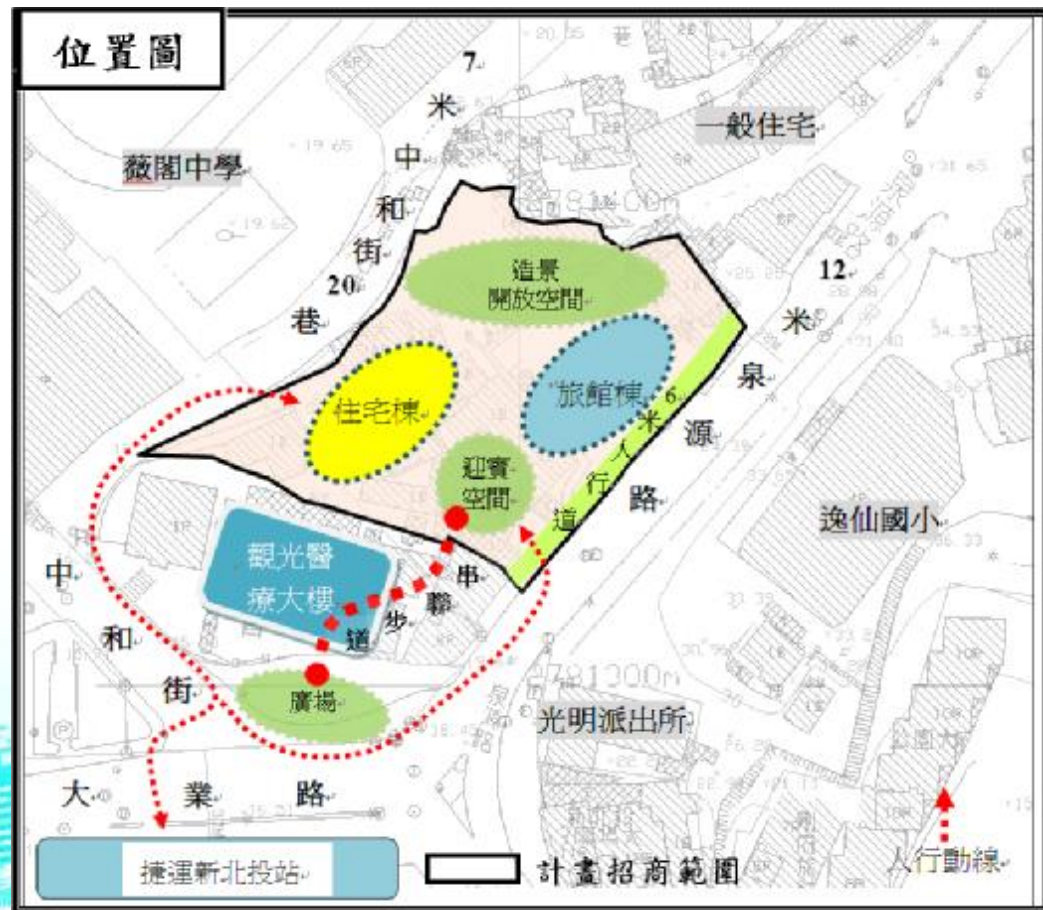 位置圖
7
米
中
和
街
20
巷
一般住宅
薇閣中學
19.65
19.62
造景
開放空間
12
米
泉
源
路
住宅棟
旅館棟
6
米
人
行
道
迎賓
空間
逸仙國小
觀光醫
療大樓
串
聯
步
道
中
和
街
廣場
光明派出所
大
業
路
捷運新北投站
計畫招商範圍
人行動線